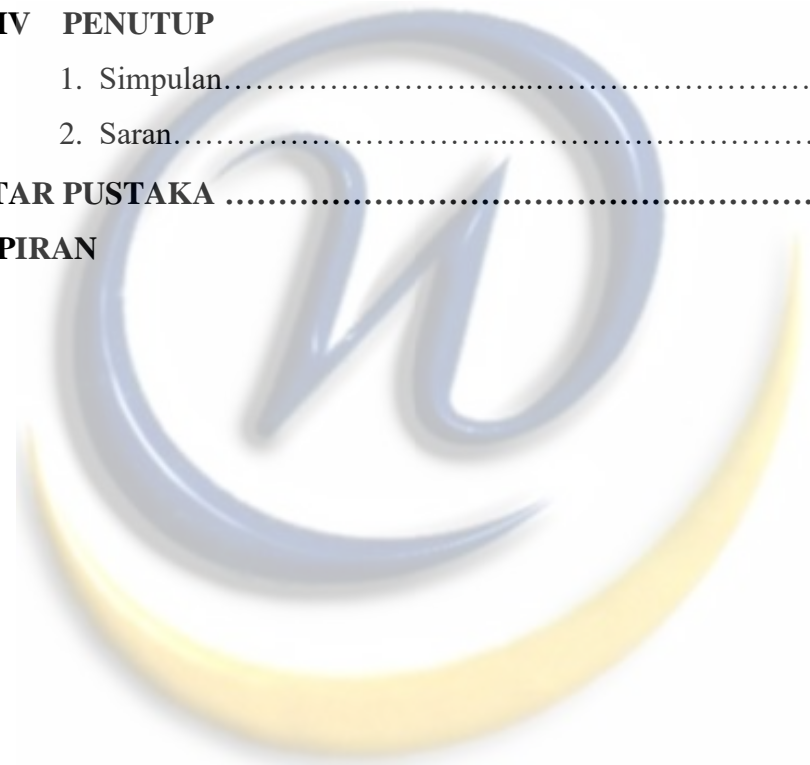 IV PENUTUP
1. Simpulan………………………...……………………
2. Saran…………………………...……………………
TAR PUSTAKA …………………………………...…………
PIRAN